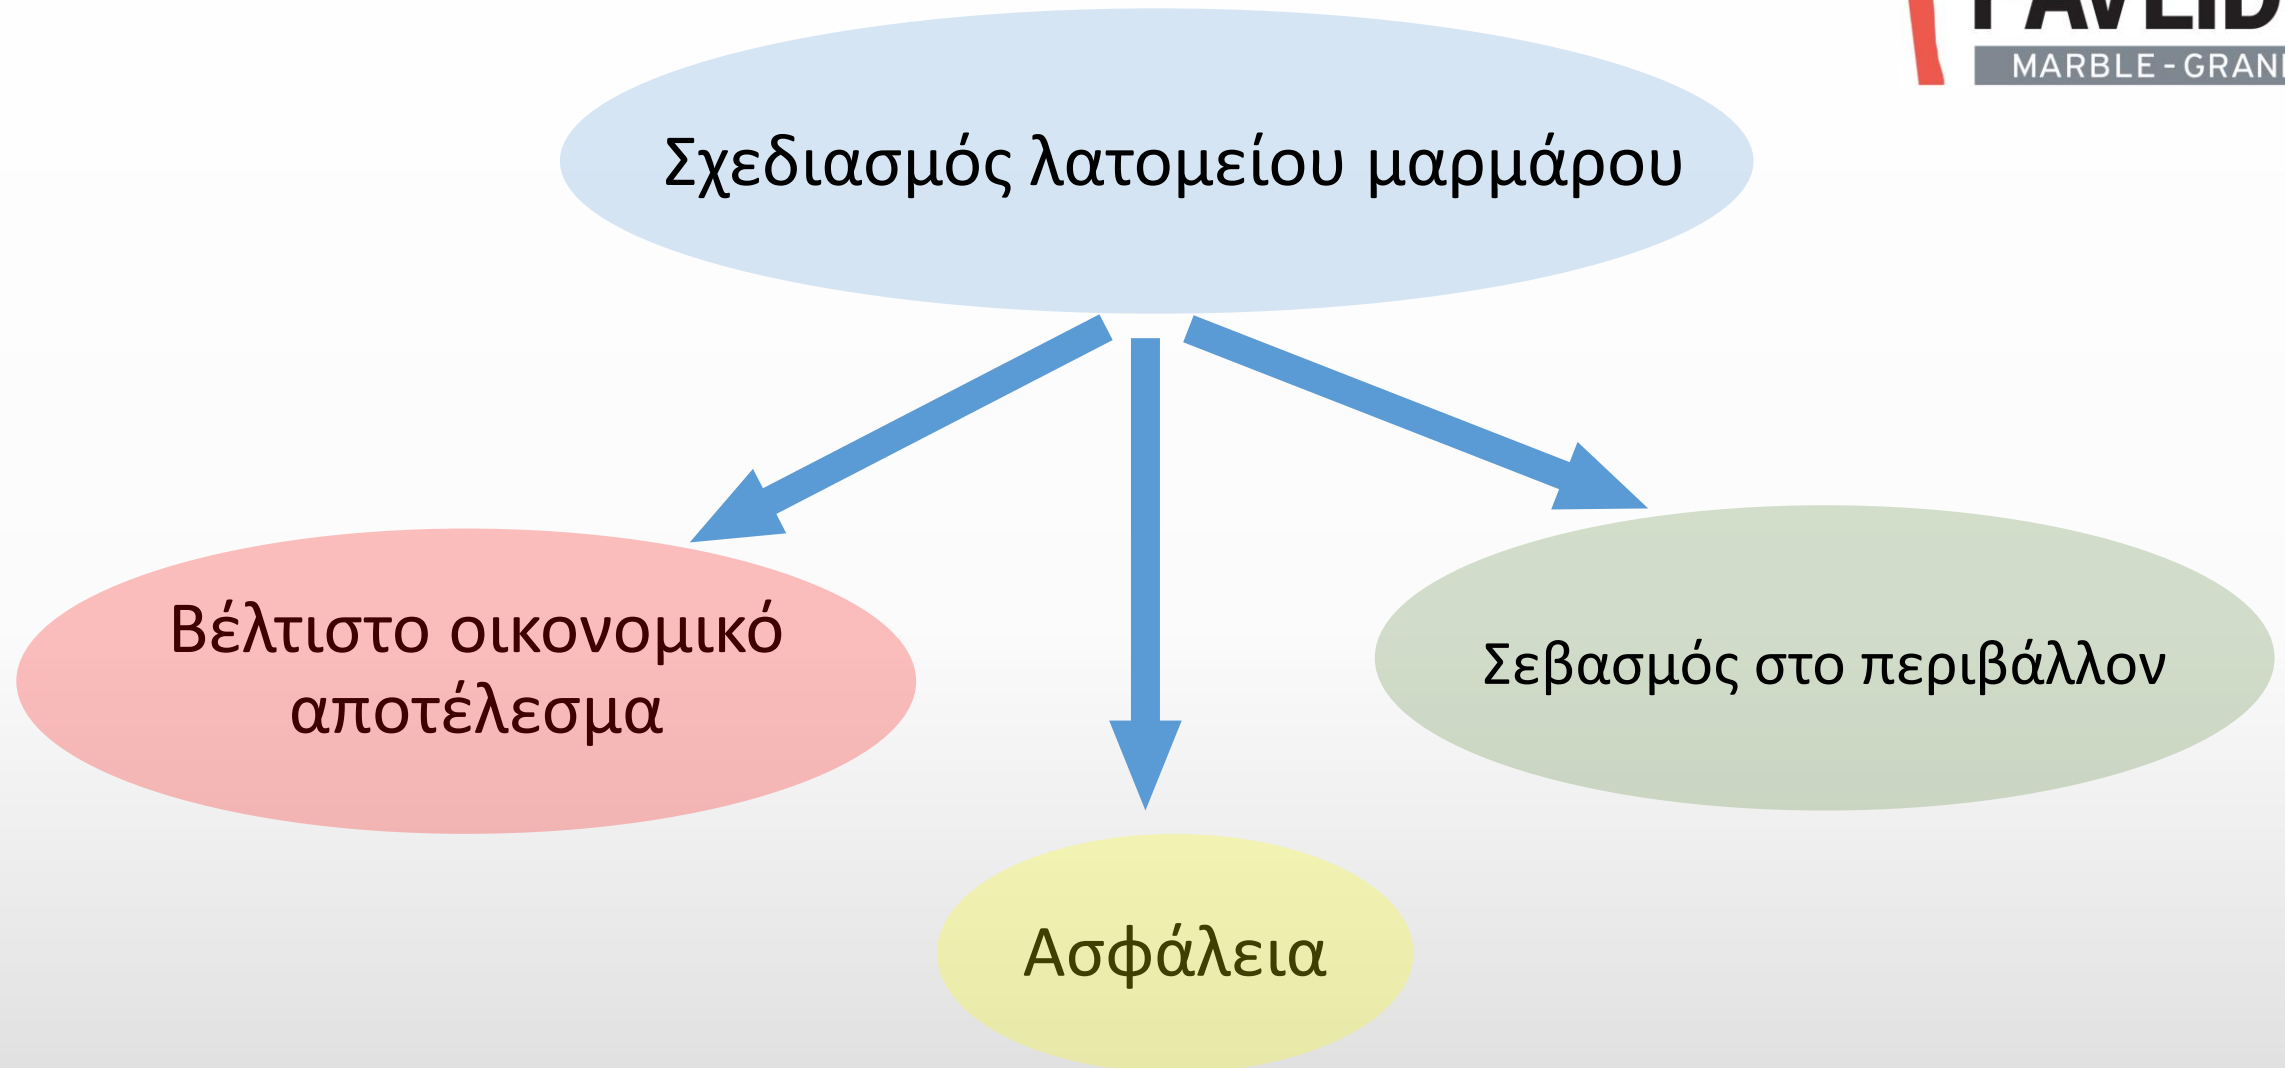 MARBLE - GRAN
Σχεδιασμός λατομείου μαρμάρου
Βέλτιστο οικονομικό
αποτέλεσμα
Σεβασμός στο περιβάλλον
Ασφάλεια